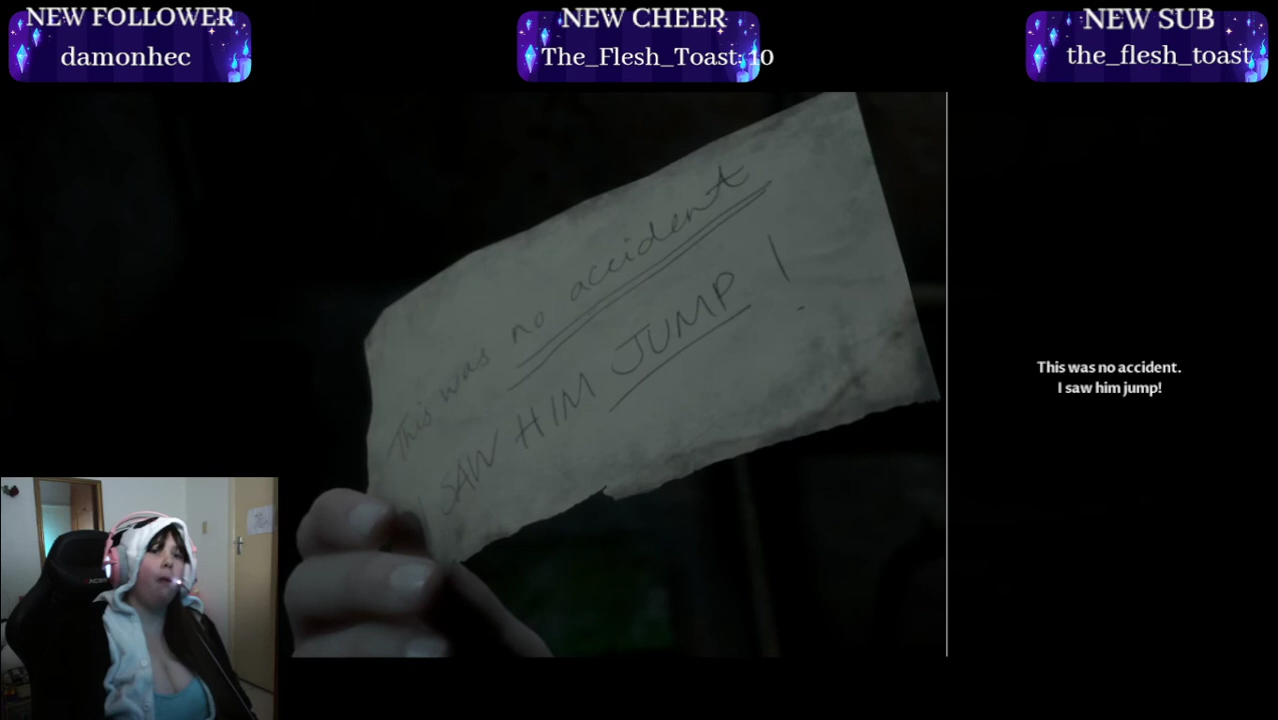 NEW FOLLOWER
damonhec
NEW CHEER
The_Flesh_Toast: 10
NEW SUB
the_flesh_toast
This was no accident
I SAW HIM JUMP !
This was no accident.
I saw him jump!